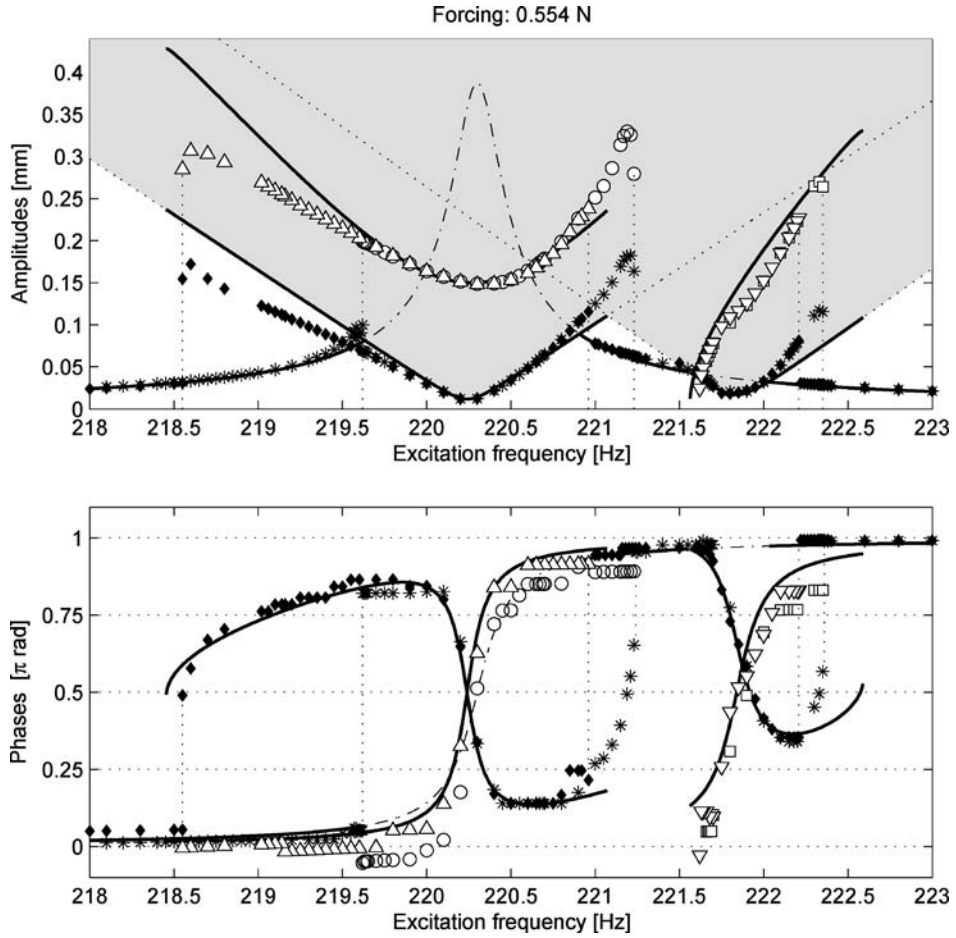 Forcing: 0.554 N
Amplitudes [mm]
0.4
0.35
0.3
0.25
0.2
0.15
0.1
0.05
0
218 218.5 219 219.5 220 220.5 221 221.5 222 222.5 223
Excitation frequency [Hz]
Phases [π rad]
1
0.75
0.5
0.25
0
218 218.5 219 219.5 220 220.5 221 221.5 222 222.5 223
Excitation frequency [Hz]